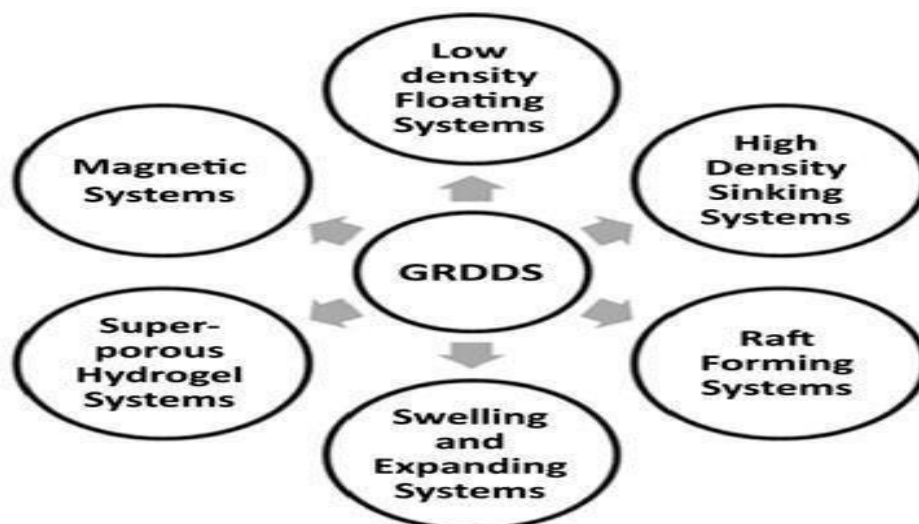 Low
density
Floating
Systems
High
Density
Sinking
Systems
Magnetic
Systems
GRDDS
Super-
porous
Hydrogel
Systems
Raft
Forming
Systems
Swelling
and
Expanding
Systems